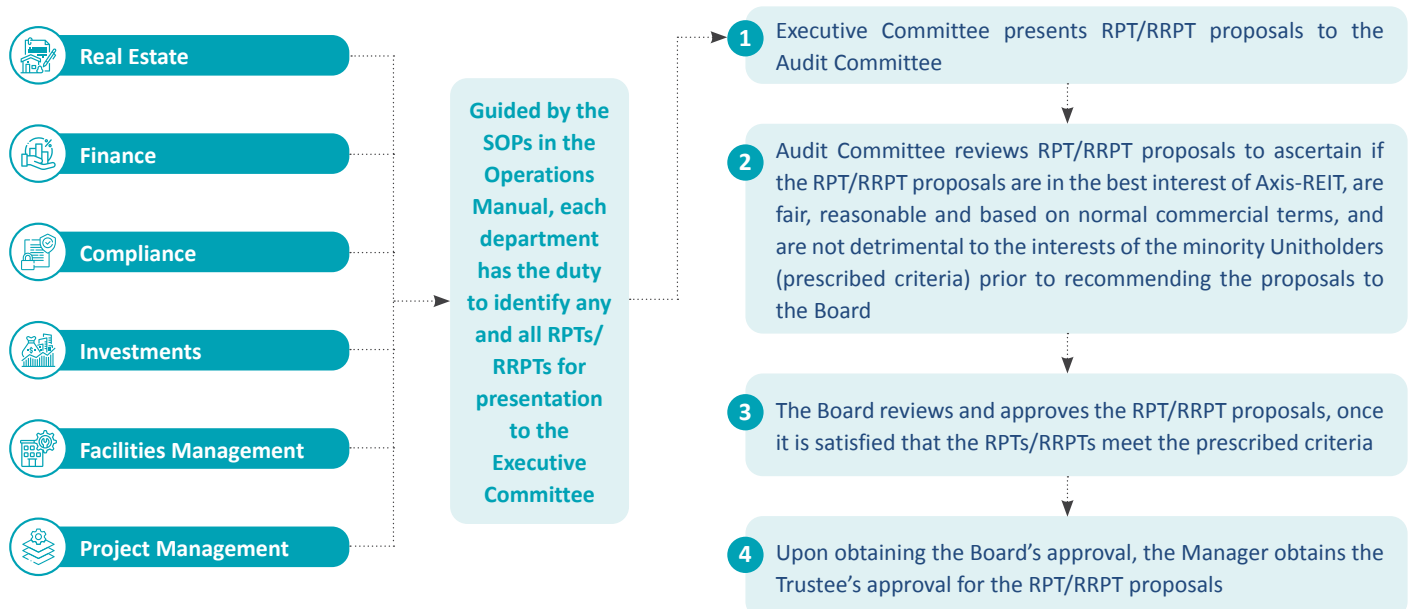 Real Estate
Finance
Compliance
Investments
Facilities Management
Project Management
Guided by the
SOPs in the
Operations
Manual, each
department
has the duty
to identify any
and all RPTs/
RRPTs for
presentation
to the
Executive
Committee
1
Executive Committee presents RPT/RRPT proposals to the
Audit Committee
2
Audit Committee reviews RPT/RRPT proposals to ascertain if
the RPT/RRPT proposals are in the best interest of Axis-REIT, are
fair, reasonable and based on normal commercial terms, and
are not detrimental to the interests of the minority Unitholders
(prescribed criteria) prior to recommending the proposals to
the Board
3
The Board reviews and approves the RPT/RRPT proposals, once
it is satisfied that the RPTs/RRPTs meet the prescribed criteria
4
Upon obtaining the Board’s approval, the Manager obtains the
Trustee’s approval for the RPT/RRPT proposals